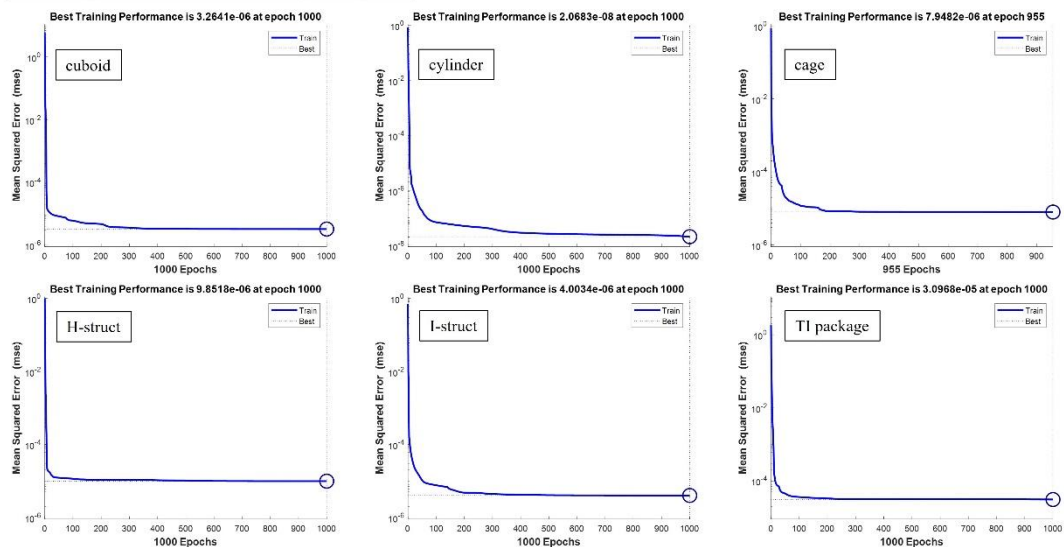 Best Training Performance is 3.2641e-06 at epoch 1000
Train
Best
cuboid
Mean Squared Error (mse)
10^0
10^-2
10^-4
10^-6
0 100 200 300 400 500 600 700 800 900 1000
1000 Epochs
Best Training Performance is 2.0683e-08 at epoch 1000
Train
Best
cylinder
Mean Squared Error (mse)
10^0
10^-2
10^-4
10^-6
10^-8
0 100 200 300 400 500 600 700 800 900 1000
1000 Epochs
Best Training Performance is 7.9482e-06 at epoch 955
Train
Best
cage
Mean Squared Error (mse)
10^0
10^-2
10^-4
10^-6
0 100 200 300 400 500 600 700 800 900
955 Epochs
Best Training Performance is 9.8518e-06 at epoch 1000
Train
Best
H-struct
Mean Squared Error (mse)
10^0
10^-2
10^-4
10^-6
0 100 200 300 400 500 600 700 800 900 1000
1000 Epochs
Best Training Performance is 4.0034e-06 at epoch 1000
Train
Best
I-struct
Mean Squared Error (mse)
10^0
10^-2
10^-4
10^-6
0 100 200 300 400 500 600 700 800 900 1000
1000 Epochs
Best Training Performance is 3.0968e-05 at epoch 1000
Train
Best
TI package
Mean Squared Error (mse)
10^0
10^-2
10^-4
0 100 200 300 400 500 600 700 800 900 1000
1000 Epochs